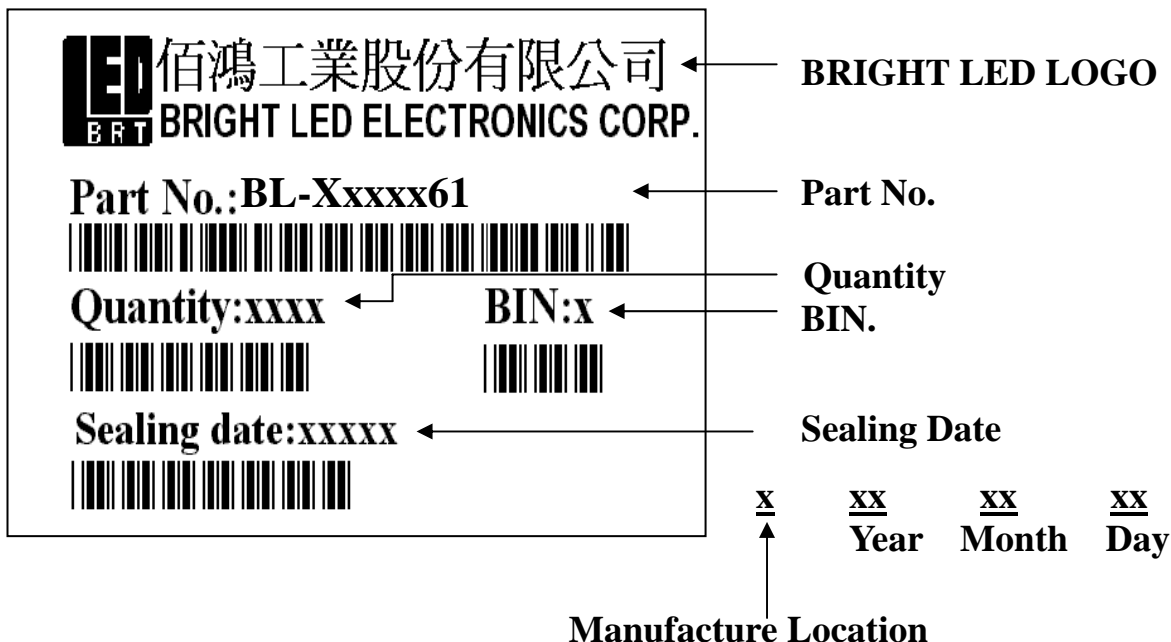 LED 佰鴻工業股份有限公司
BRT BRIGHT LED ELECTRONICS CORP.
BRIGHT LED LOGO
Part No.:BL-Xxxxx61
Part No.
Quantity:xxxx
BIN:x
Quantity
BIN.
Sealing date:xxxxx
Sealing Date
x xx xx xx
Year Month Day
Manufacture Location